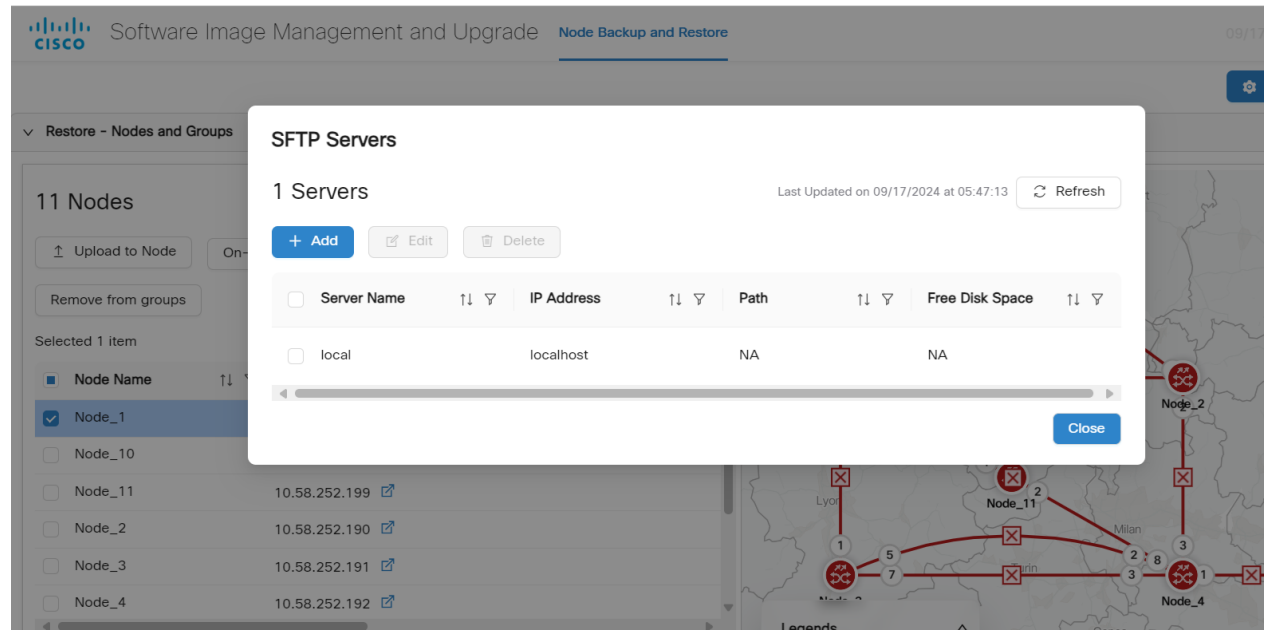 CISCO Software Image Management and Upgrade Node Backup and Restore 09/17
Restore - Nodes and Groups
SFTP Servers
1 Servers
Last Updated on 09/17/2024 at 05:47:13 Refresh
Add Edit Delete
Server Name IP Address Path Free Disk Space
local localhost NA NA
Close
11 Nodes
Upload to Node On-
Remove from groups
Selected 1 item
Node Name
Node_1
Node_10
Node_11 10.58.252.199
Node_2 10.58.252.190
Node_3 10.58.252.191
Node_4 10.58.252.192
Node_2
2
Lyon
Node_11
2
Milan
1
5
7
2
8
3
3
1
Node_4
Legends